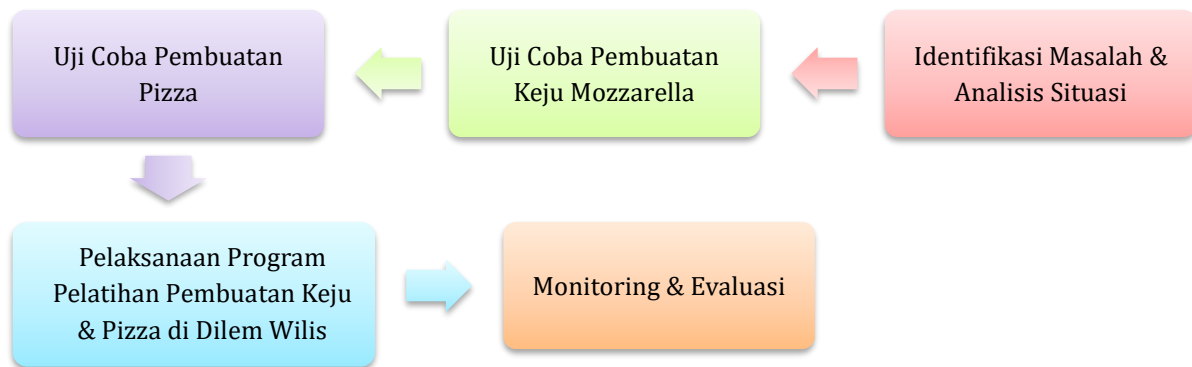 Uji Coba Pembuatan
Pizza
Uji Coba Pembuatan
Keju Mozzarella
Identifikasi Masalah &
Analisis Situasi
Pelaksanaan Program
Pelatihan Pembuatan Keju
& Pizza di Dilem Wilis
Monitoring & Evaluasi